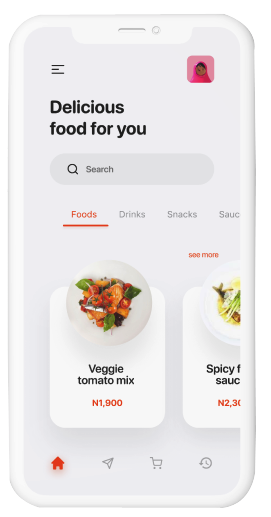 Delicious
food for you
Search
Foods Drinks Snacks Sauc
see more
Veggie
tomato mix
N1,900
Spicy f
sauc
N2,30